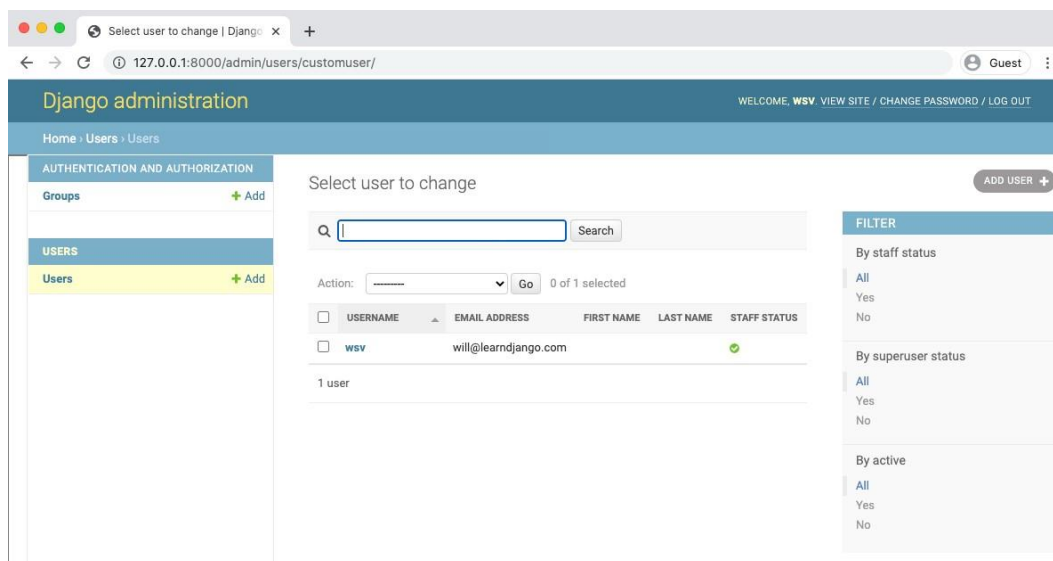 Select user to change | Django
127.0.0.1:8000/admin/users/customuser/
Guest
Django administration
WELCOME, WSV. VIEW SITE / CHANGE PASSWORD / LOG OUT
Home › Users › Users
AUTHENTICATION AND AUTHORIZATION
Groups + Add
USERS
Users + Add
Select user to change
ADD USER +
Search
Action: --------- Go 0 of 1 selected
USERNAME EMAIL ADDRESS FIRST NAME LAST NAME STAFF STATUS
wsv will@learndjango.com
1 user
FILTER
By staff status
All
Yes
No
By superuser status
All
Yes
No
By active
All
Yes
No